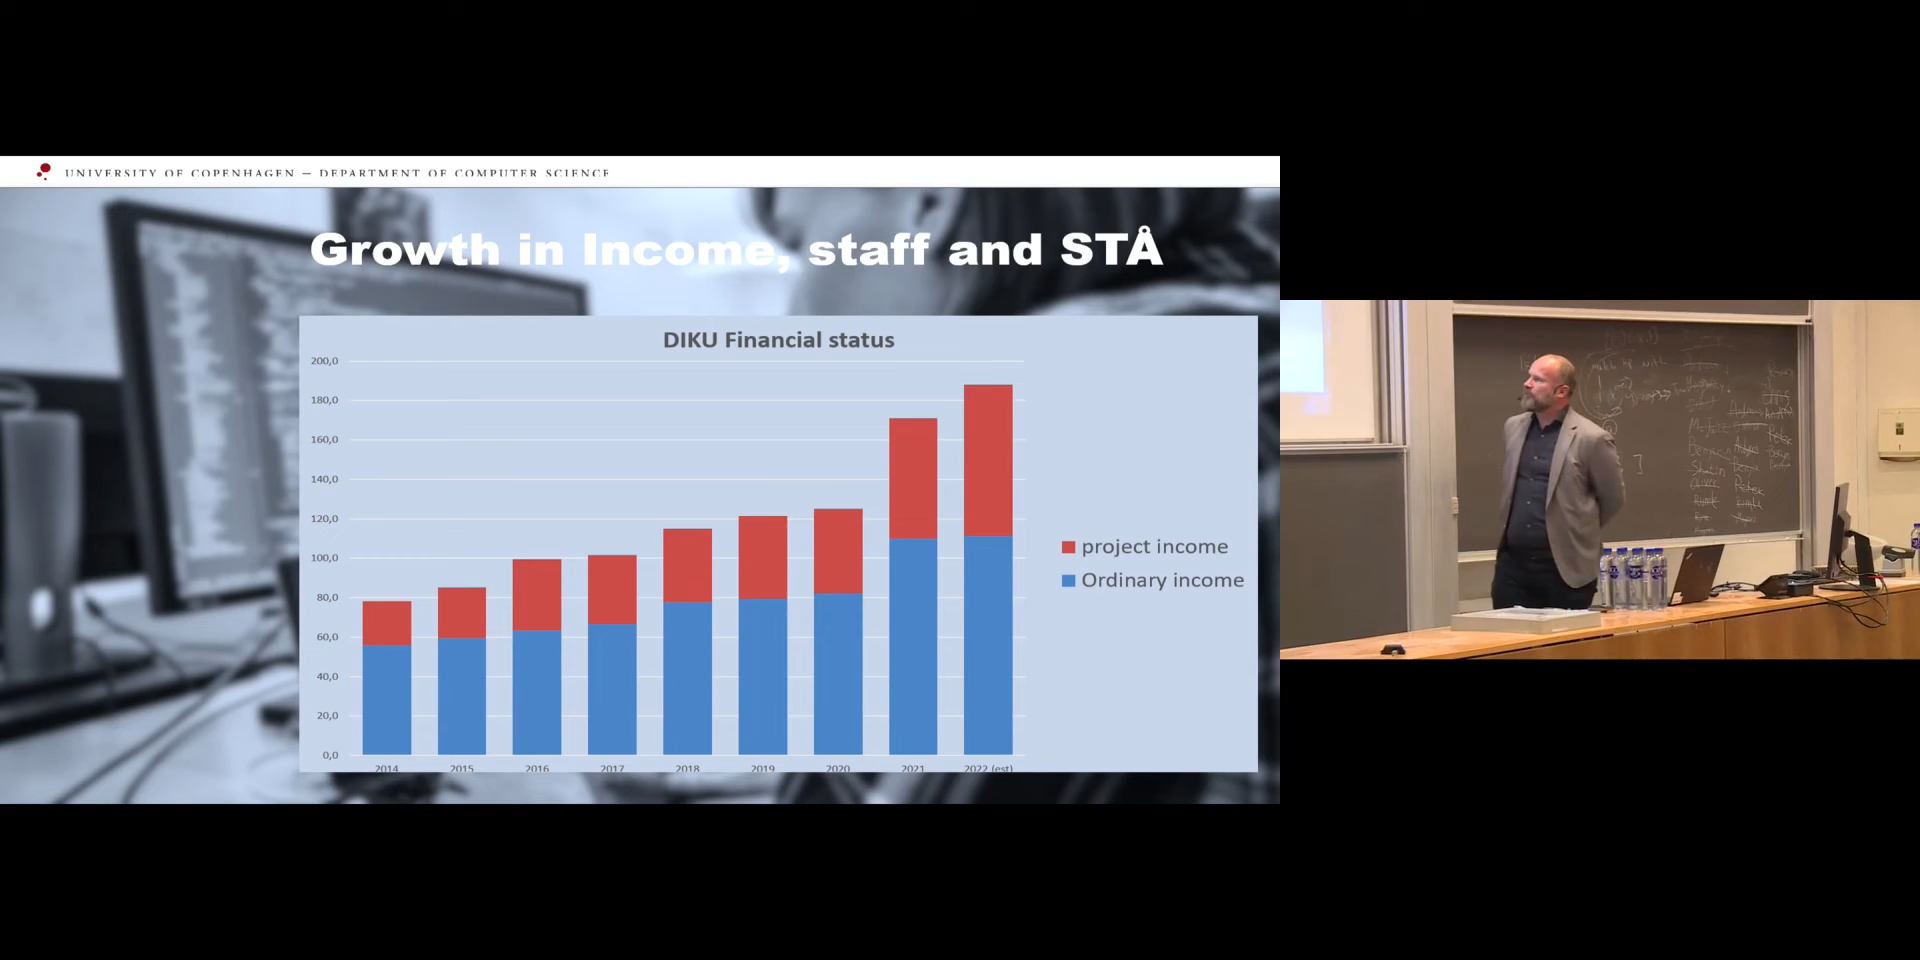 UNIVERSITY OF COPENHAGEN — DEPARTMENT OF COMPUTER SCIENCE
Growth in Income, staff and STÅ
DIKU Financial status
200,0
180,0
160,0
140,0
120,0
100,0
80,0
60,0
40,0
20,0
0,0
2014 2015 2016 2017 2018 2019 2020 2021 2022 (est)
project income
Ordinary income